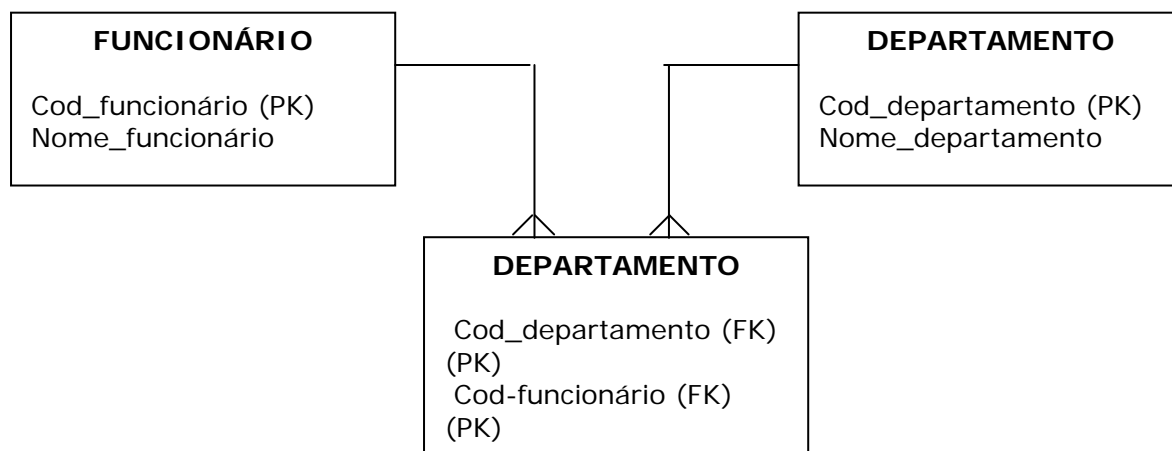 FUNCIONÁRIO
Cod_funcionário (PK)
Nome_funcionário
DEPARTAMENTO
Cod_departamento (PK)
Nome_departamento
DEPARTAMENTO
Cod_departamento (FK)
(PK)
Cod-funcionário (FK)
(PK)